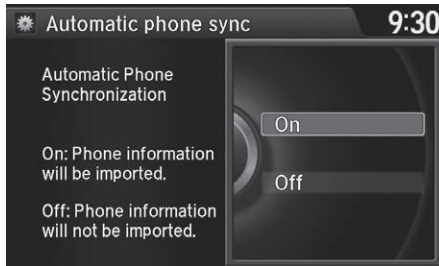 Automatic phone sync
9:30
Automatic Phone
Synchronization
On: Phone information
will be imported.
Off: Phone information
will not be imported.
On
Off